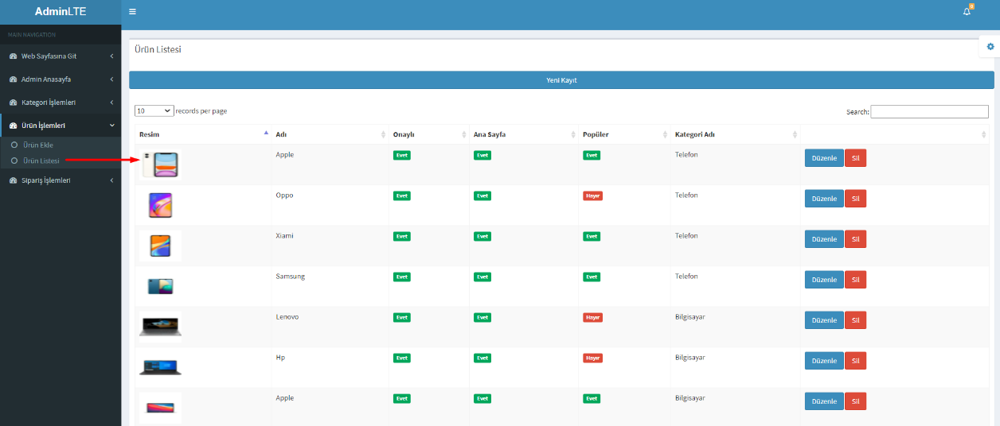 AdminLTE
8
MAIN NAVIGATION
Web Sayfasına Git
Admin Anasayfa
Kategori İşlemleri
Ürün İşlemleri
Ürün Ekle
Ürün Listesi
Sipariş İşlemleri
Ürün Listesi
Yeni Kayıt
10 records per page
Search:
Resim Adı Onaylı Ana Sayfa Popüler Kategori Adı
Apple Evet Evet Evet Telefon Düzenle Sil
Oppo Evet Evet Hayır Telefon Düzenle Sil
Xiami Evet Evet Evet Telefon Düzenle Sil
Samsung Evet Evet Evet Telefon Düzenle Sil
Lenovo Evet Evet Hayır Bilgisayar Düzenle Sil
Hp Evet Evet Hayır Bilgisayar Düzenle Sil
Apple Evet Evet Evet Bilgisayar Düzenle Sil